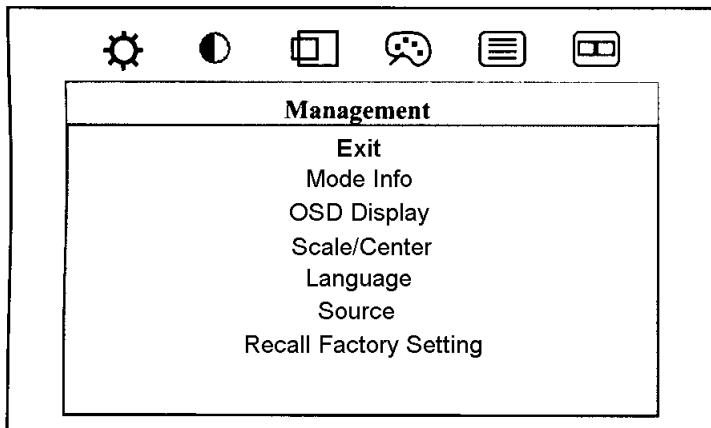 Management
Exit
Mode Info
OSD Display
Scale/Center
Language
Source
Recall Factory Setting